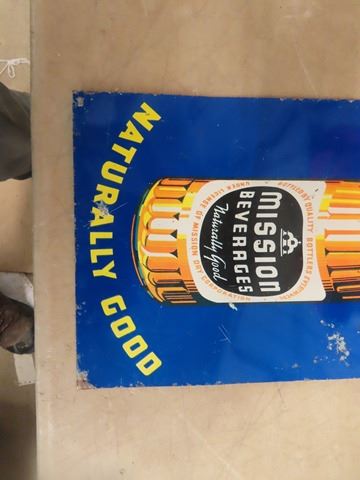 NATURALLY GOOD
BOTTLED BY QUALITY BOTTLERS
MISSION
BEVERAGES
Naturally Good
UNDER LICENSE OF MISSION DRY CORPORATION